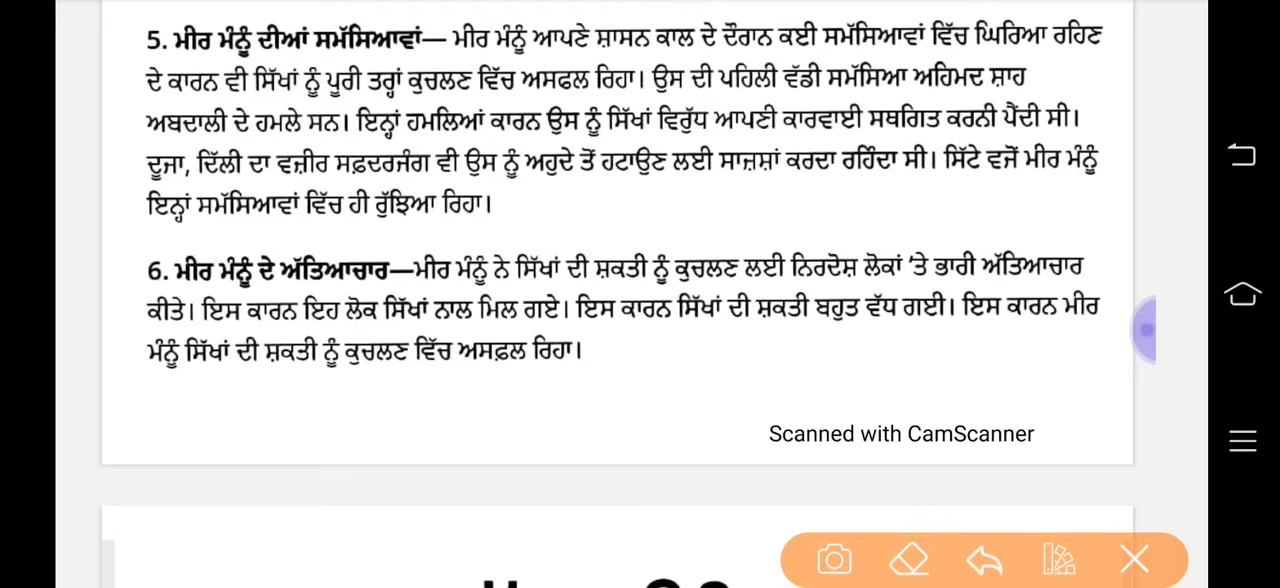 5. ਮੀਰ ਮੰਨੂੰ ਦੀਆਂ ਸਮੱਸਿਆਵਾਂ— ਮੀਰ ਮੰਨੂੰ ਆਪਣੇ ਸ਼ਾਸਨ ਕਾਲ ਦੇ ਦੌਰਾਨ ਕਈ ਸਮੱਸਿਆਵਾਂ ਵਿੱਚ ਘਿਰਿਆ ਰਹਿਣ
ਦੇ ਕਾਰਨ ਵੀ ਸਿੱਖਾਂ ਨੂੰ ਪੂਰੀ ਤਰ੍ਹਾਂ ਕੁਚਲਣ ਵਿੱਚ ਅਸਫਲ ਰਿਹਾ। ਉਸ ਦੀ ਪਹਿਲੀ ਵੱਡੀ ਸਮੱਸਿਆ ਅਹਿਮਦ ਸ਼ਾਹ
ਅਬਦਾਲੀ ਦੇ ਹਮਲੇ ਸਨ। ਇਨ੍ਹਾਂ ਹਮਲਿਆਂ ਕਾਰਨ ਉਸ ਨੂੰ ਸਿੱਖਾਂ ਵਿਰੁੱਧ ਆਪਣੀ ਕਾਰਵਾਈ ਸਥਗਿਤ ਕਰਨੀ ਪੈਂਦੀ ਸੀ।
ਦੂਜਾ, ਦਿੱਲੀ ਦਾ ਵਜ਼ੀਰ ਸਫ਼ਦਰਜੰਗ ਵੀ ਉਸ ਨੂੰ ਅਹੁਦੇ ਤੋਂ ਹਟਾਉਣ ਲਈ ਸਾਜ਼ਸ਼ਾਂ ਕਰਦਾ ਰਹਿੰਦਾ ਸੀ। ਸਿੱਟੇ ਵਜੋਂ ਮੀਰ ਮੰਨੂੰ
ਇਨ੍ਹਾਂ ਸਮੱਸਿਆਵਾਂ ਵਿੱਚ ਹੀ ਰੁੱਝਿਆ ਰਿਹਾ।
6. ਮੀਰ ਮੰਨੂੰ ਦੇ ਅੱਤਿਆਚਾਰ—ਮੀਰ ਮੰਨੂੰ ਨੇ ਸਿੱਖਾਂ ਦੀ ਸ਼ਕਤੀ ਨੂੰ ਕੁਚਲਣ ਲਈ ਨਿਰਦੋਸ਼ ਲੋਕਾਂ ’ਤੇ ਭਾਰੀ ਅੱਤਿਆਚਾਰ
ਕੀਤੇ। ਇਸ ਕਾਰਨ ਇਹ ਲੋਕ ਸਿੱਖਾਂ ਨਾਲ ਮਿਲ ਗਏ। ਇਸ ਕਾਰਨ ਸਿੱਖਾਂ ਦੀ ਸ਼ਕਤੀ ਬਹੁਤ ਵੱਧ ਗਈ। ਇਸ ਕਾਰਨ ਮੀਰ
ਮੰਨੂੰ ਸਿੱਖਾਂ ਦੀ ਸ਼ਕਤੀ ਨੂੰ ਕੁਚਲਣ ਵਿੱਚ ਅਸਫ਼ਲ ਰਿਹਾ।
Scanned with CamScanner